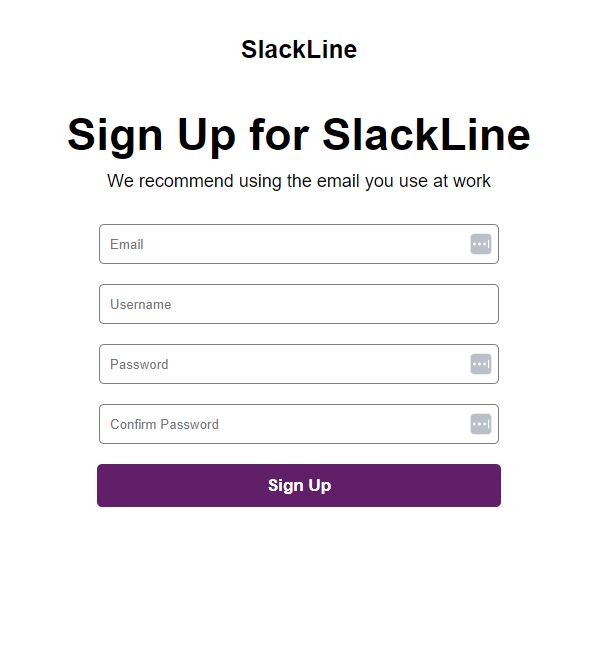 SlackLine
Sign Up for SlackLine
We recommend using the email you use at work
Email
Username
Password
Confirm Password
Sign Up